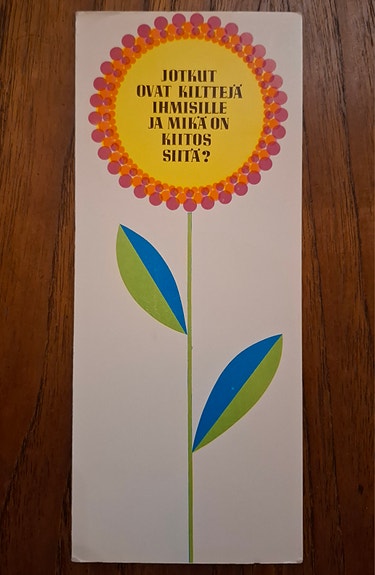 JOTKUT
OVAT KILTTEJÄ
IHMISILLE
JA MIKÄ ON
KIITOS
SIITÄ?